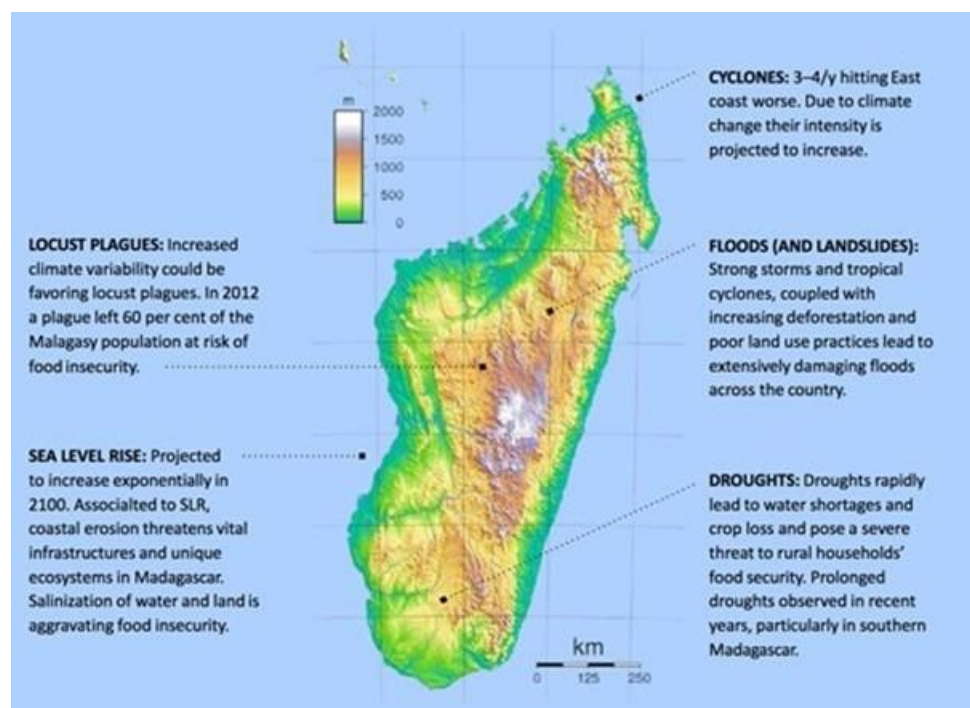 CYCLONES: 3–4/y hitting East
coast worse. Due to climate
change their intensity is
projected to increase.
m
2000
1500
1000
500
0
LOCUST PLAGUES: Increased
climate variability could be
favoring locust plagues. In 2012
a plague left 60 per cent of the
Malagasy population at risk of
food insecurity.
FLOODS (AND LANDSLIDES):
Strong storms and tropical
cyclones, coupled with
increasing deforestation and
poor land use practices lead to
extensively damaging floods
across the country.
SEA LEVEL RISE: Projected
to increase exponentially in
2100. Associalted to SLR,
coastal erosion threatens vital
infrastructures and unique
ecosystems in Madagascar.
Salinization of water and land is
aggravating food insecurity.
DROUGHTS: Droughts rapidly
lead to water shortages and
crop loss and pose a severe
threat to rural households’
food security. Prolonged
droughts observed in recent
years, particularly in southern
Madagascar.
km
0 125 250